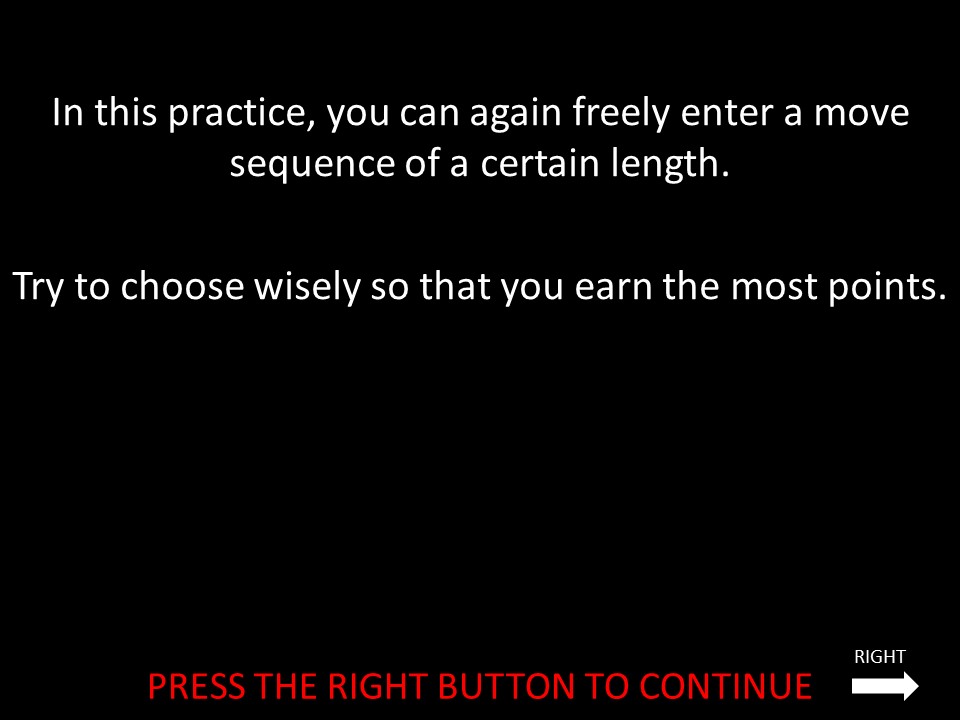 In this practice, you can again freely enter a move
sequence of a certain length.
Try to choose wisely so that you earn the most points.
RIGHT
PRESS THE RIGHT BUTTON TO CONTINUE